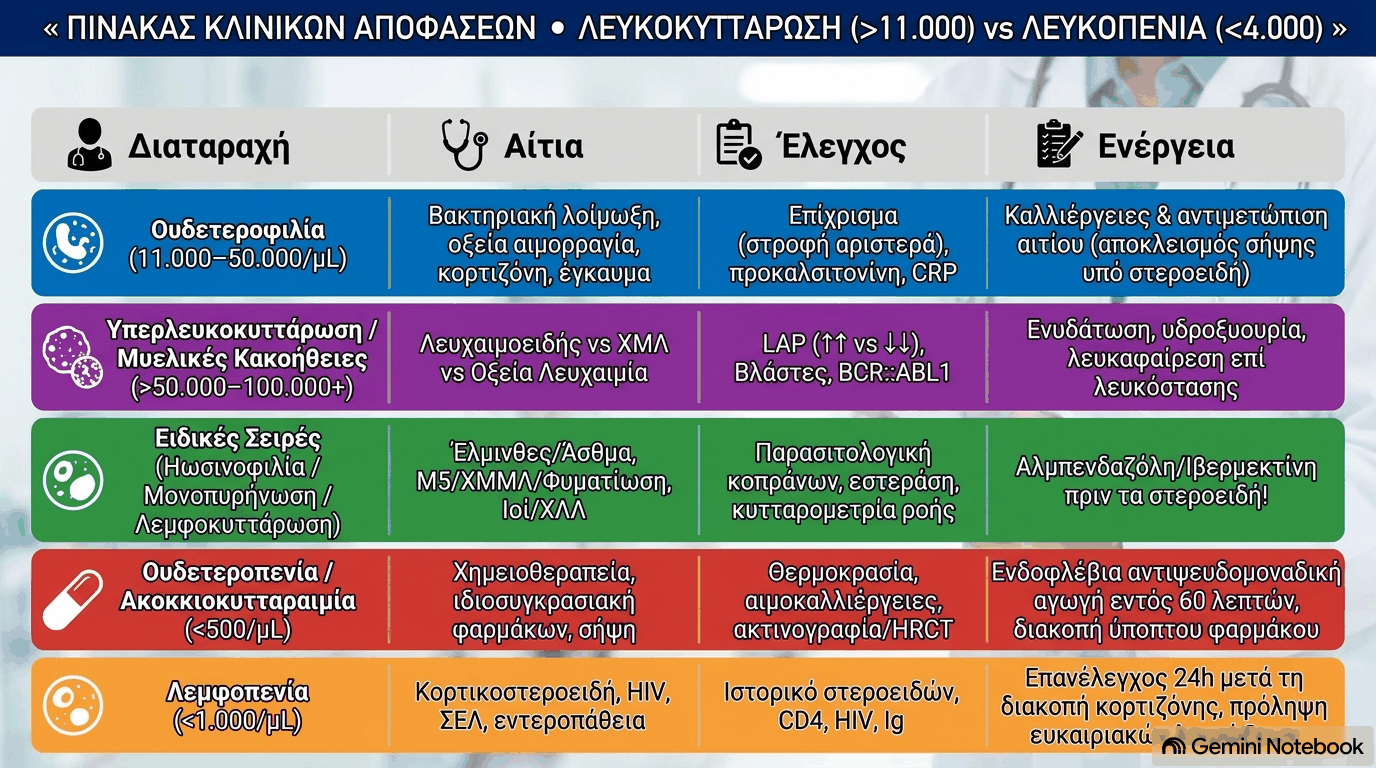 « ΠΙΝΑΚΑΣ ΚΛΙΝΙΚΩΝ ΑΠΟΦΑΣΕΩΝ • ΛΕΥΚΟΚΥΤΤΑΡΩΣΗ (>11.000) vs ΛΕΥΚΟΠΕΝΙΑ (<4.000) »
Διαταραχή
Αίτια
Έλεγχος
Ενέργεια
Ουδετεροφιλία
(11.000–50.000/μL)
Βακτηριακή λοίμωξη,
οξεία αιμορραγία,
κορτιζόνη, έγκαυμα
Επίχρισμα
(στροφή αριστερά),
προκαλσιτονίνη, CRP
Καλλιέργειες & αντιμετώπιση
αιτίου (αποκλεισμός σήψης
υπό στεροειδή)
Υπερλευκοκυττάρωση /
Μυελικές Κακοήθειες
(>50.000–100.000+)
Λευχαιμοειδής vs ΧΜΛ
vs Οξεία Λευχαιμία
LAP (↑↑ vs ↓↓),
Βλάστες, BCR::ABL1
Ενυδάτωση, υδροξυουρία,
λευκαφαίρεση επί
λευκόστασης
Ειδικές Σειρές
(Ηωσινοφιλία /
Μονοπυρήνωση /
Λεμφοκυττάρωση)
Έλμινθες/Άσθμα,
M5/ΧΜΜΛ/Φυματίωση,
Ιοί/ΧΛΛ
Παρασιτολογική
κοπράνων, εστεράση,
κυτταρομετρία ροής
Αλμπενδαζόλη/Ιβερμεκτίνη
πριν τα στεροειδή!
Ουδετεροπενία /
Ακοκκιοκυτταραιμία
(<500/μL)
Χημειοθεραπεία,
ιδιοσυγκρασιακή
φαρμάκων, σήψη
Θερμοκρασία,
αιμοκαλλιέργειες,
ακτινογραφία/HRCT
Ενδοφλέβια αντιψευδομοναδική
αγωγή εντός 60 λεπτών,
διακοπή ύποπτου φαρμάκου
Λεμφοπενία
(<1.000/μL)
Κορτικοστεροειδή, HIV,
ΣΕΛ, εντεροπάθεια
Ιστορικό στεροειδών,
CD4, HIV, Ig
Επανέλεγχος 24h μετά τη
διακοπή κορτιζόνης, πρόληψη
Gemini Notebook